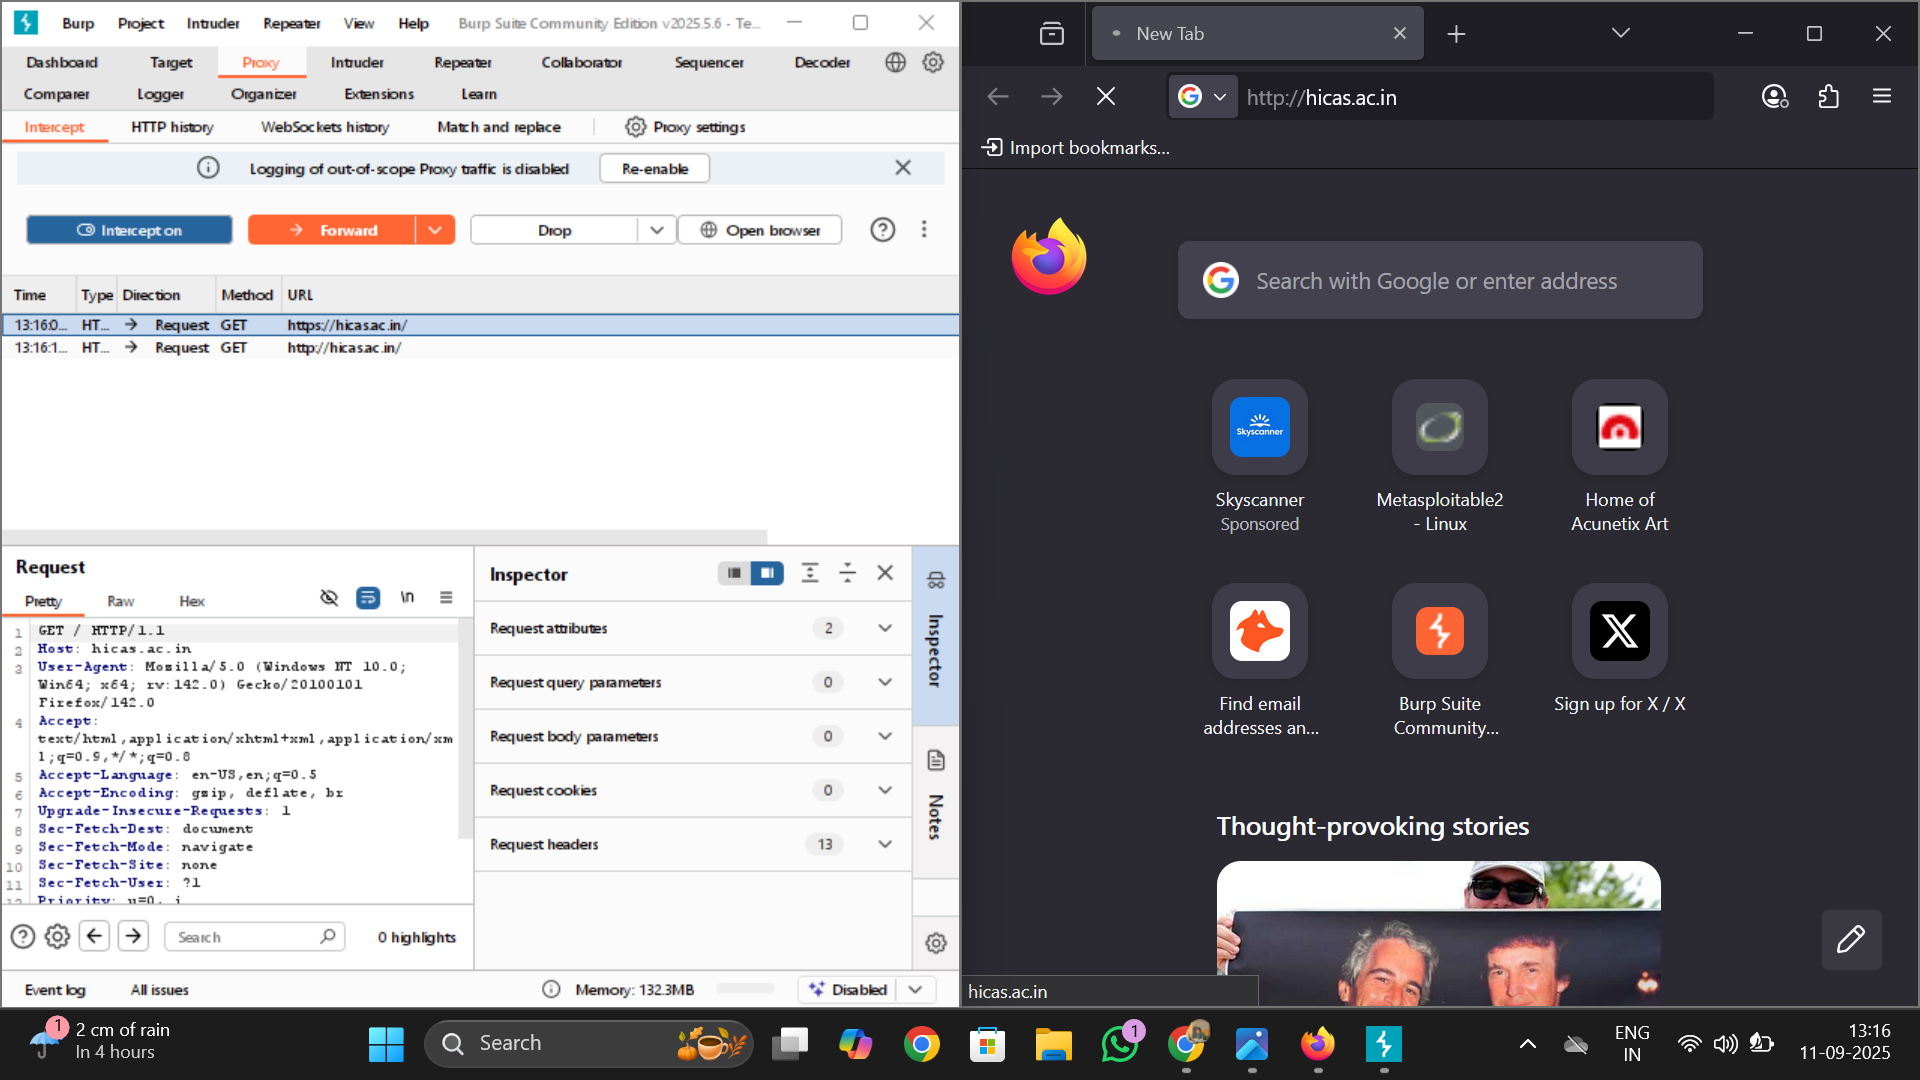 Burp Project Intruder Repeater View Help Burp Suite Community Edition v2025.5.6 - Te...
Dashboard Target Proxy Intruder Repeater Collaborator Sequencer Decoder
Comparer Logger Organizer Extensions Learn
Intercept HTTP history WebSockets history Match and replace Proxy settings
Logging of out-of-scope Proxy traffic is disabled Re-enable
Intercept on Forward Drop Open browser
Time Type Direction Method URL
13:16:0... HT... Request GET https://hicas.ac.in/
13:16:1... HT... Request GET http://hicas.ac.in/
Request
Pretty Raw Hex \n
1 GET / HTTP/1.1
2 Host: hicas.ac.in
3 User-Agent: Mozilla/5.0 (Windows NT 10.0;
Win64; x64; rv:142.0) Gecko/20100101
Firefox/142.0
4 Accept:
text/html,application/xhtml+xml,application/xm
l;q=0.9,*/*;q=0.8
5 Accept-Language: en-US,en;q=0.5
6 Accept-Encoding: gzip, deflate, br
7 Upgrade-Insecure-Requests: 1
8 Sec-Fetch-Dest: document
9 Sec-Fetch-Mode: navigate
10 Sec-Fetch-Site: none
11 Sec-Fetch-User: ?1
12 Priority: u=0, i
Search 0 highlights
Inspector
Request attributes 2
Request query parameters 0
Request body parameters 0
Request cookies 0
Request headers 13
Inspector
Notes
Event log All issues Memory: 132.3MB Disabled
New Tab
http://hicas.ac.in
Import bookmarks...
Search with Google or enter address
Skyscanner
Skyscanner
Sponsored
Metasploitable2
- Linux
Home of
Acunetix Art
Find email
addresses an...
Burp Suite
Community...
Sign up for X / X
Thought-provoking stories
hicas.ac.in
1
2 cm of rain
In 4 hours
Search
1
ENG
IN
13:16
11-09-2025